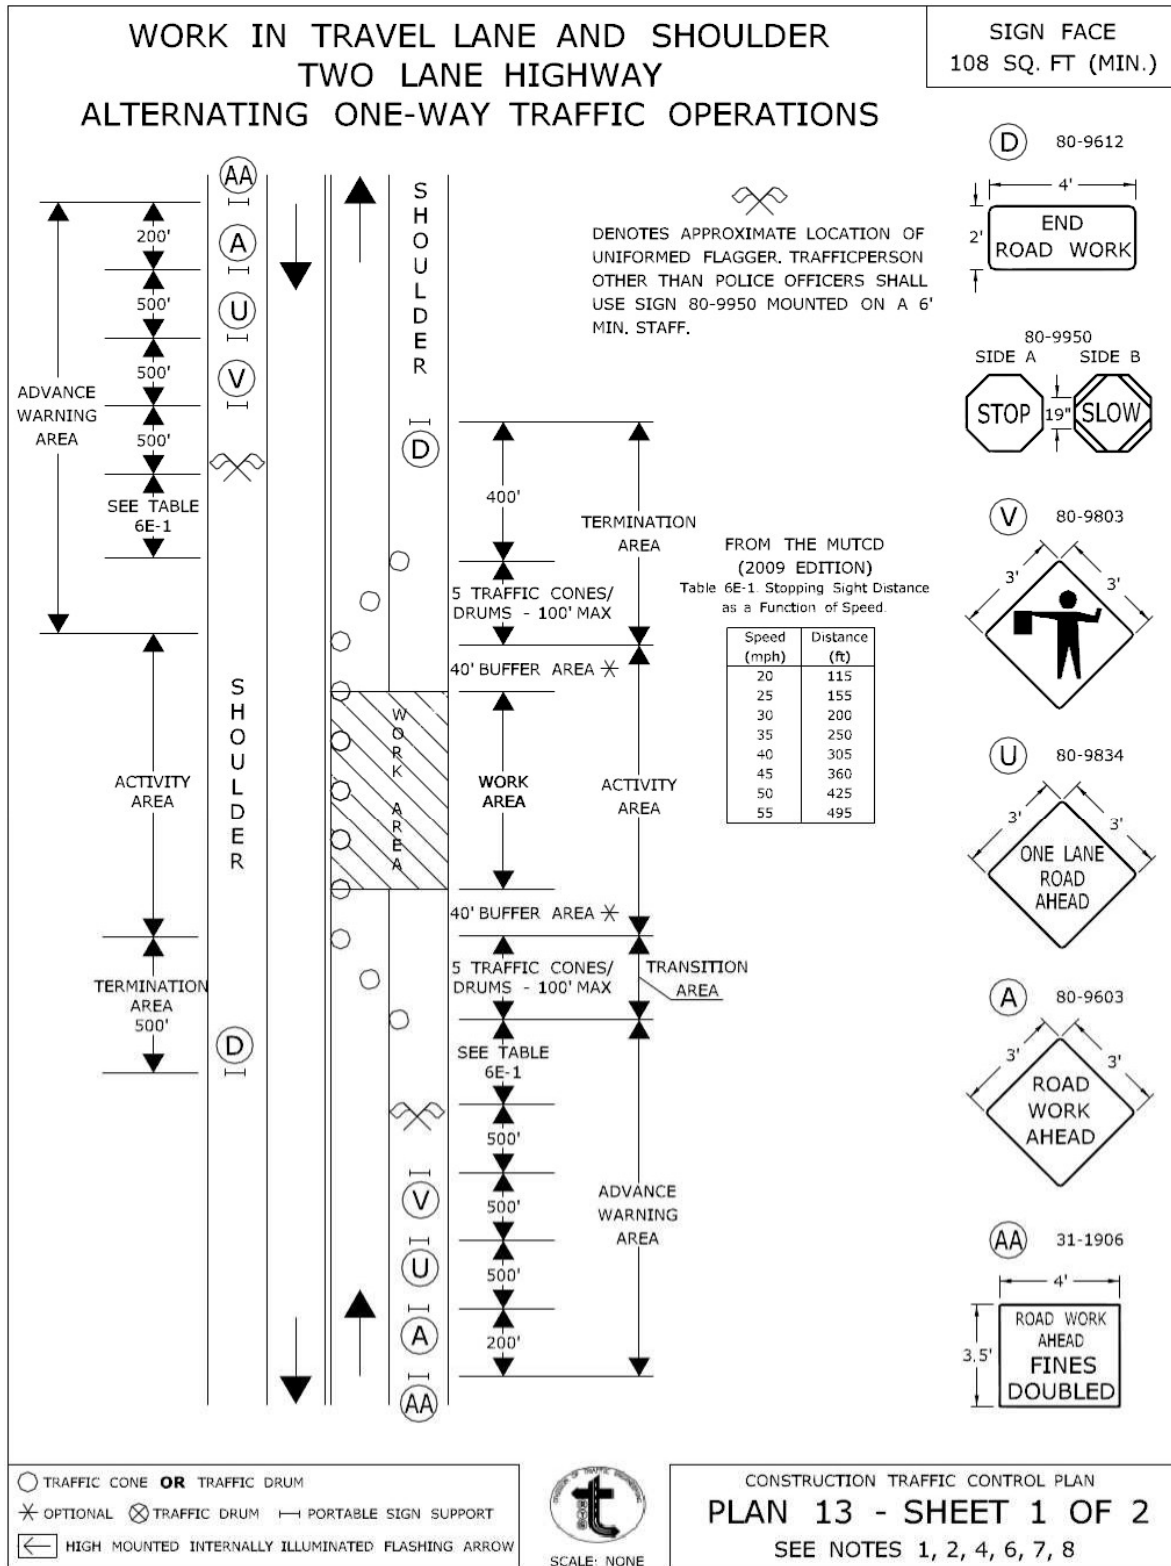 WORK IN TRAVEL LANE AND SHOULDER
TWO LANE HIGHWAY
ALTERNATING ONE-WAY TRAFFIC OPERATIONS
SIGN FACE
108 SQ. FT (MIN.)
AA
A
U
V
200'
500'
500'
500'
SEE TABLE
6E-1
ADVANCE
WARNING
AREA
SHOULDER
D
DENOTES APPROXIMATE LOCATION OF
UNIFORMED FLAGGER. TRAFFICPERSON
OTHER THAN POLICE OFFICERS SHALL
USE SIGN 80-9950 MOUNTED ON A 6'
MIN. STAFF.
400'
TERMINATION
AREA
5 TRAFFIC CONES/
DRUMS - 100' MAX
40' BUFFER AREA
SHOULDER
ACTIVITY
AREA
WORK AREA
WORK
AREA
ACTIVITY
AREA
40' BUFFER AREA
5 TRAFFIC CONES/
DRUMS - 100' MAX
TRANSITION
AREA
TERMINATION
AREA
500'
D
SEE TABLE
6E-1
500'
500'
500'
200'
V
U
A
AA
ADVANCE
WARNING
AREA
FROM THE MUTCD
(2009 EDITION)
Table 6E-1. Stopping Sight Distance
as a Function of Speed.
Speed Distance
(mph) (ft)
20 115
25 155
30 200
35 250
40 305
45 360
50 425
55 495
D 80-9612
4'
2'
END
ROAD WORK
80-9950
SIDE A SIDE B
STOP 19" SLOW
V 80-9803
3' 3'
U 80-9834
3' 3'
ONE LANE
ROAD
AHEAD
A 80-9603
3' 3'
ROAD
WORK
AHEAD
AA 31-1906
4'
3.5'
ROAD WORK
AHEAD
FINES
DOUBLED
TRAFFIC CONE OR TRAFFIC DRUM
OPTIONAL TRAFFIC DRUM PORTABLE SIGN SUPPORT
HIGH MOUNTED INTERNALLY ILLUMINATED FLASHING ARROW
DIVISION OF TRAFFIC ENGINEERING
SCALE: NONE
CONSTRUCTION TRAFFIC CONTROL PLAN
PLAN 13 - SHEET 1 OF 2
SEE NOTES 1, 2, 4, 6, 7, 8